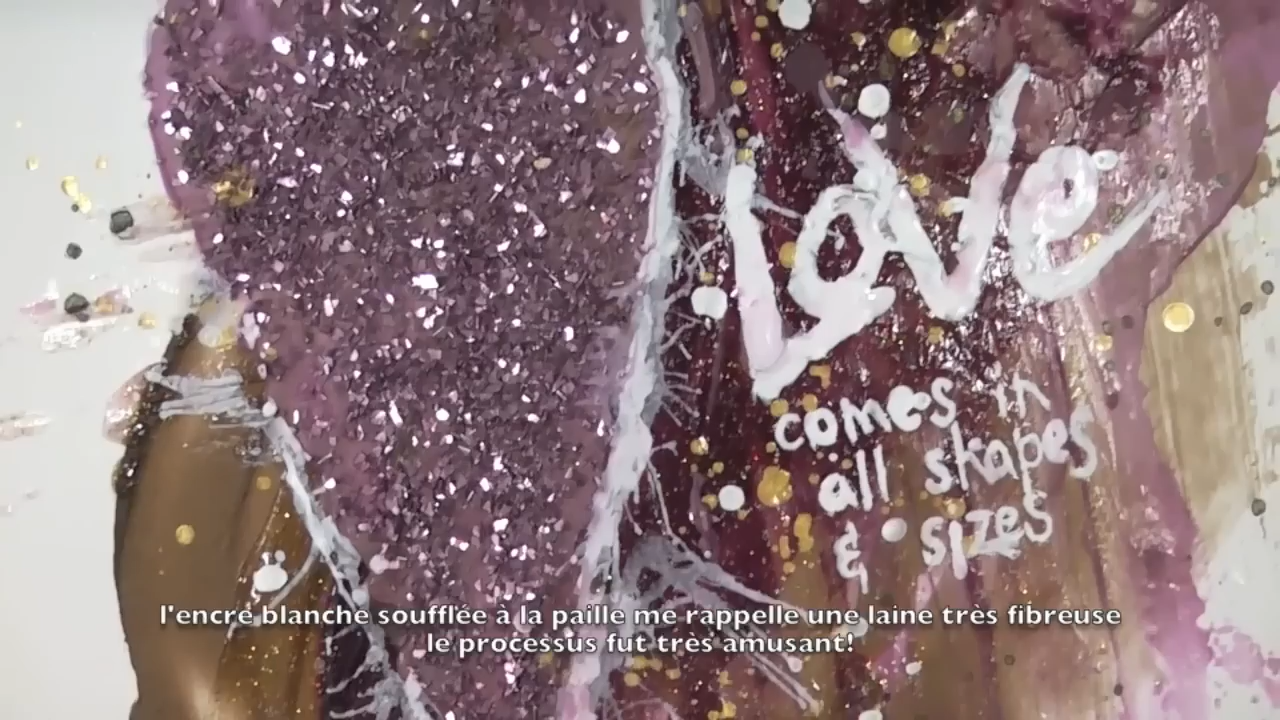 Love
comes in
all shapes
& sizes
l'encre blanche soufflée à la paille me rappelle une laine très fibreuse
le processus fut très amusant!